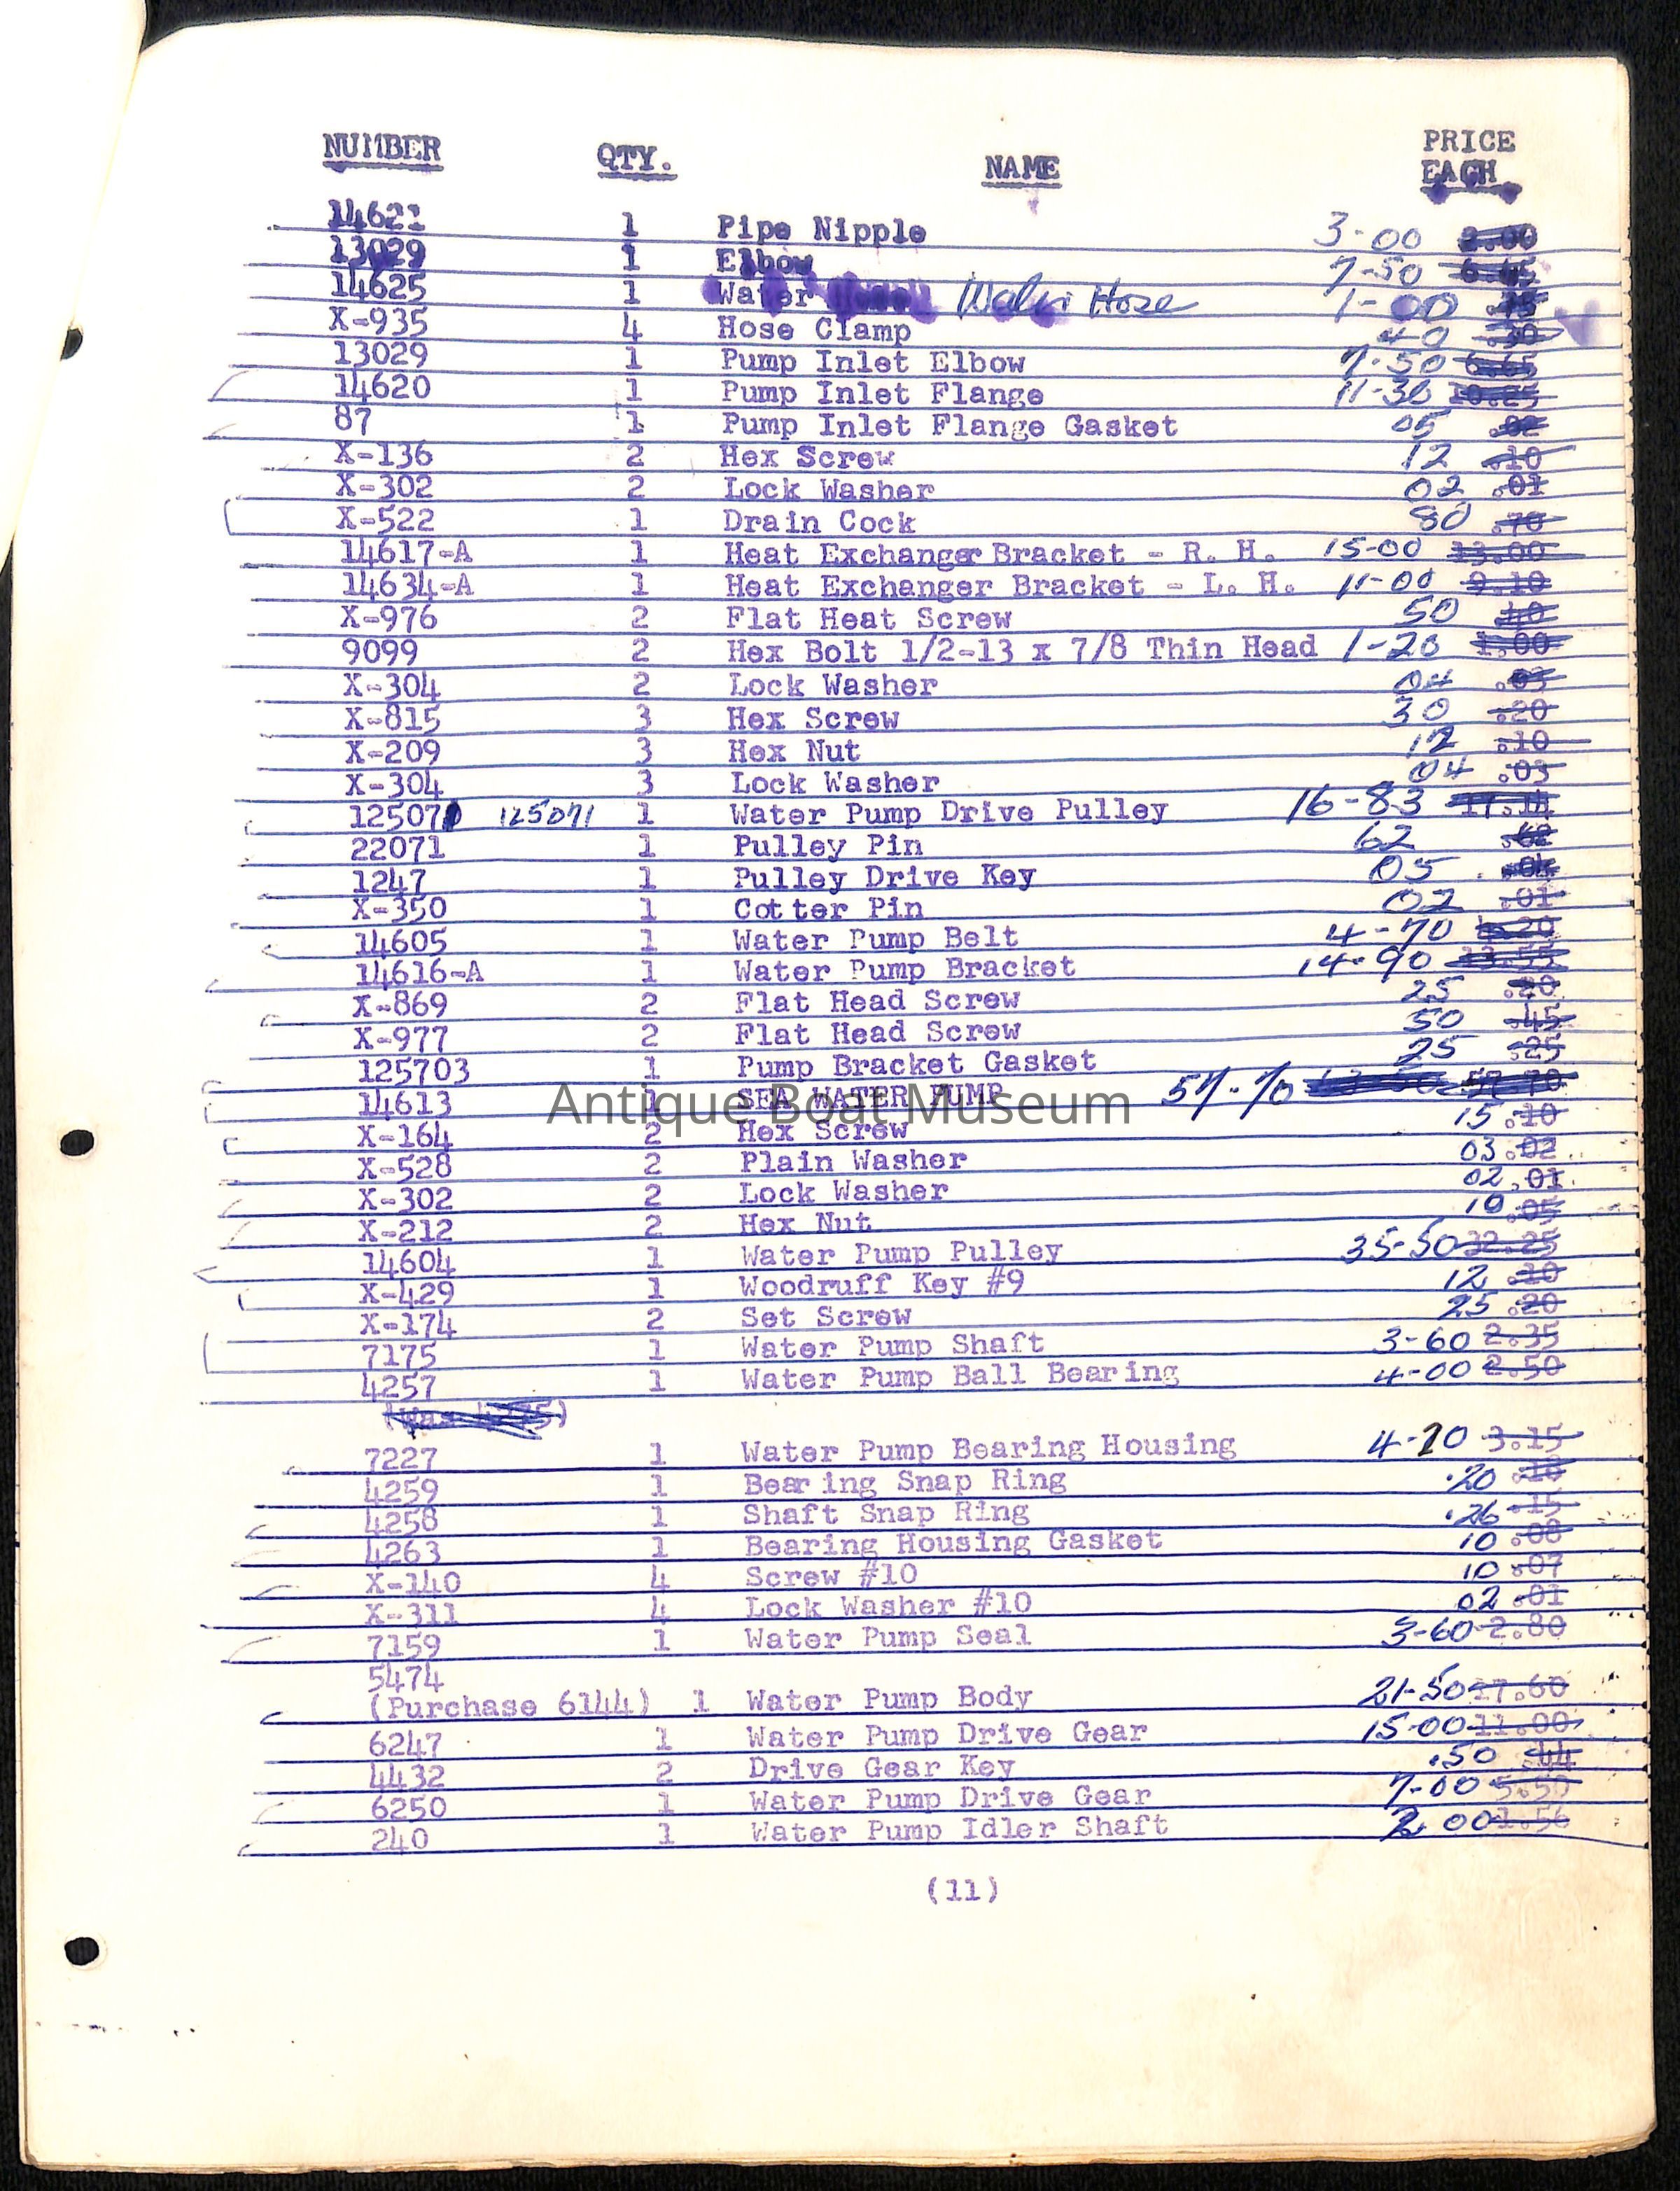 NUMBER QTY. NAME PRICE EACH
14621 1 Pipe Nipple 3-00
13029 1 Elbow 7-50
14625 1 Water Water Hose 1-00
X-935 4 Hose Clamp 40 .30
13029 1 Pump Inlet Elbow 7-50 6.65
14620 1 Pump Inlet Flange 11-30 10.25
87 1 Pump Inlet Flange Gasket 05 .02
X-136 2 Hex Screw 12 .10
X-302 2 Lock Washer 02 .01
X-522 1 Drain Cock 80 .70
14617-A 1 Heat Exchanger Bracket - R. H. 15-00 13.00
14634-A 1 Heat Exchanger Bracket - L. H. 11-00 9.10
X-976 2 Flat Heat Screw 50 .40
9099 2 Hex Bolt 1/2-13 x 7/8 Thin Head 1-20 1.00
X-304 2 Lock Washer 04 .03
X-815 3 Hex Screw 30 .20
X-209 3 Hex Nut 12 .10
X-304 3 Lock Washer 04 .03
12507 125071 1 Water Pump Drive Pulley 16-83
22071 1 Pulley Pin 62 .62
1247 1 Pulley Drive Key 05
X-350 1 Cotter Pin 02 .01
14605 1 Water Pump Belt 4-70
14616-A 1 Water Pump Bracket 14-90 13.55
X-869 2 Flat Head Screw 25 .20
X-977 2 Flat Head Screw 50 .45
125703 1 Pump Bracket Gasket 25 .25
14613 1 SEA WATER PUMP 57-70
X-164 2 Hex Screw 15 .10
X-528 2 Plain Washer 03 .02
X-302 2 Lock Washer 02 .01
X-212 2 Hex Nut 10 .05
14604 1 Water Pump Pulley 35-50 32.25
X-429 1 Woodruff Key #9 12 .10
X-174 2 Set Screw 25 .20
7175 1 Water Pump Shaft 3-60 2.35
4257 1 Water Pump Ball Bearing 4-00 2.50
7227 1 Water Pump Bearing Housing 4-20 3.15
4259 1 Bearing Snap Ring .20 .18
4258 1 Shaft Snap Ring .26 .15
4263 1 Bearing Housing Gasket 10 .08
X-140 4 Screw #10 10 .07
X-311 4 Lock Washer #10 02 .01
7159 1 Water Pump Seal 3-60 2.80
5474
(Purchase 6144) 1 Water Pump Body 21-50 17.60
6247 1 Water Pump Drive Gear 15-00 11.00
4432 2 Drive Gear Key .50 .44
6250 1 Water Pump Drive Gear 7-00 5.50
240 1 Water Pump Idler Shaft 2 00 1.56
(11)
Antique Boat Museum